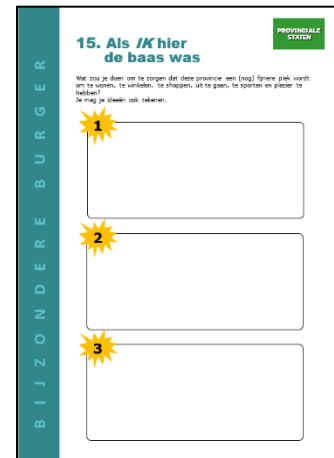 15. Als IK hier
de baas was
PROVINCIALE
STATEN
Wat zou je doen om te zorgen dat deze provincie een (nog) fijnere plek wordt
om te wonen, te winkelen, te shoppen, uit te gaan, te sporten en plezier te
hebben?
Je mag je ideeën ook tekenen.
1
2
3
BIJZONDERE BURGER